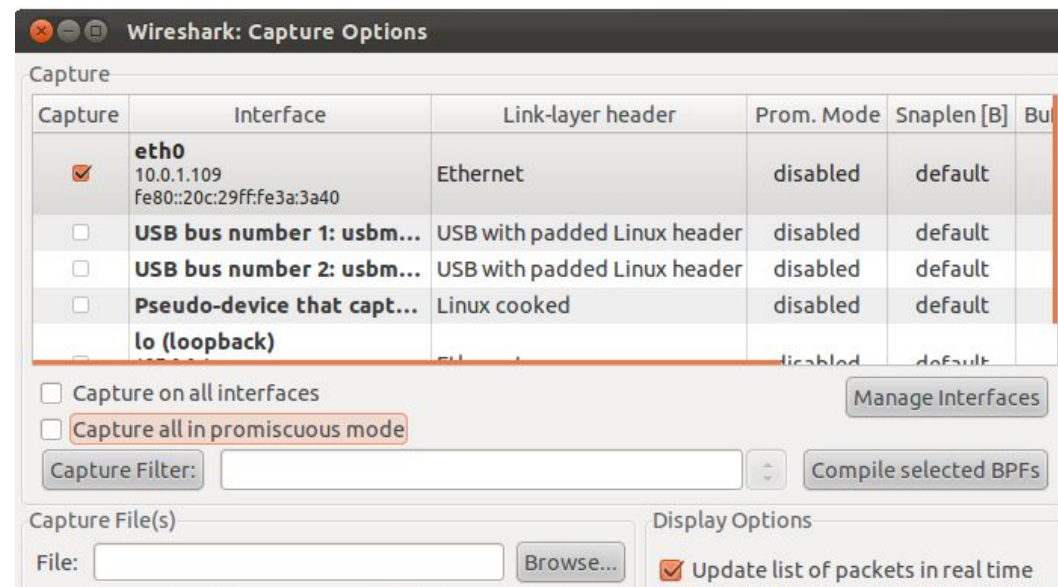 Wireshark: Capture Options
Capture
Capture Interface Link-layer header Prom. Mode Snaplen [B]
eth0
10.0.1.109
fe80::20c:29ff:fe3a:3a40
Ethernet disabled default
USB bus number 1: usbm... USB with padded Linux header disabled default
USB bus number 2: usbm... USB with padded Linux header disabled default
Pseudo-device that capt... Linux cooked disabled default
lo (loopback)
disabled default
Capture on all interfaces
Manage Interfaces
Capture all in promiscuous mode
Capture Filter: Compile selected BPFs
Capture File(s) Display Options
File: Browse... Update list of packets in real time